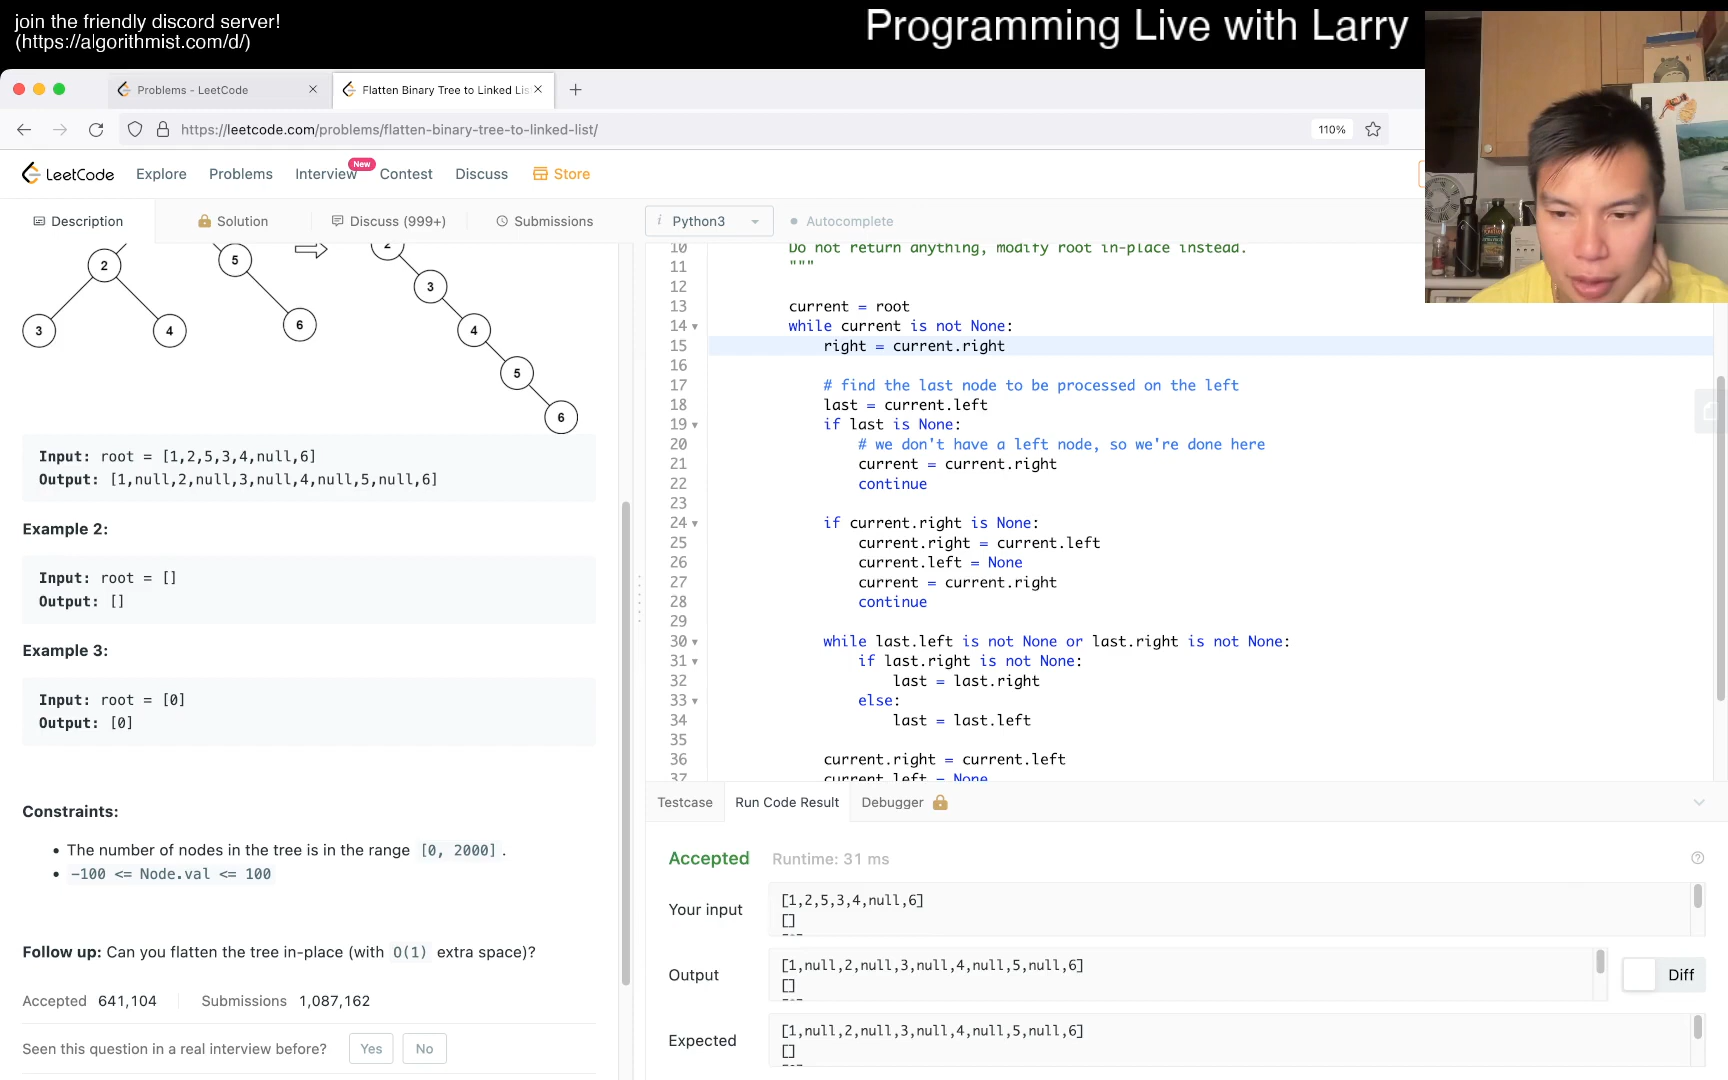 join the friendly discord server!
(https://algorithmist.com/d/)
Programming Live with Larry
Problems - LeetCode
Flatten Binary Tree to Linked Lis
https://leetcode.com/problems/flatten-binary-tree-to-linked-list/
110%
LeetCode
Explore
Problems
Interview
New
Contest
Discuss
Store
Description
Solution
Discuss (999+)
Submissions
i Python3
Autocomplete
2
5
2
3
3
4
6
4
5
6
Input: root = [1,2,5,3,4,null,6]
Output: [1,null,2,null,3,null,4,null,5,null,6]
Example 2:
Input: root = []
Output: []
Example 3:
Input: root = [0]
Output: [0]
Constraints:
• The number of nodes in the tree is in the range [0, 2000].
• -100 <= Node.val <= 100
Follow up: Can you flatten the tree in-place (with O(1) extra space)?
Accepted 641,104
Submissions 1,087,162
Seen this question in a real interview before?
Yes
No
10 Do not return anything, modify root in-place instead.
11 """
12
13 current = root
14 while current is not None:
15 right = current.right
16
17 # find the last node to be processed on the left
18 last = current.left
19 if last is None:
20 # we don't have a left node, so we're done here
21 current = current.right
22 continue
23
24 if current.right is None:
25 current.right = current.left
26 current.left = None
27 current = current.right
28 continue
29
30 while last.left is not None or last.right is not None:
31 if last.right is not None:
32 last = last.right
33 else:
34 last = last.left
35
36 current.right = current.left
37 current.left = None
Testcase
Run Code Result
Debugger
Accepted
Runtime: 31 ms
Your input
[1,2,5,3,4,null,6]
[]
Output
[1,null,2,null,3,null,4,null,5,null,6]
[]
Diff
Expected
[1,null,2,null,3,null,4,null,5,null,6]
[]